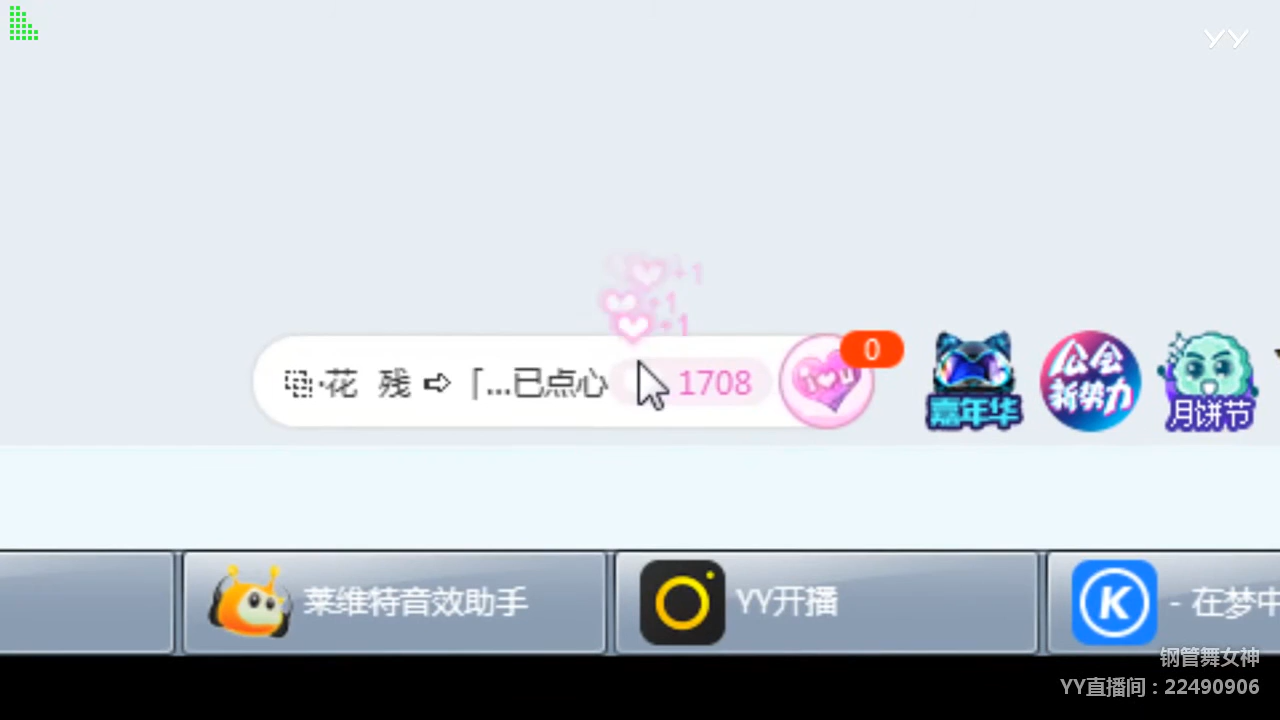 YY
+1
+1
+1
0
·花 残 ➪ 「...已点心
1708
I U
嘉年华
公会
新势力
月饼节
莱维特音效助手
YY开播
K
- 在梦中
钢管舞女神
YY直播间：22490906